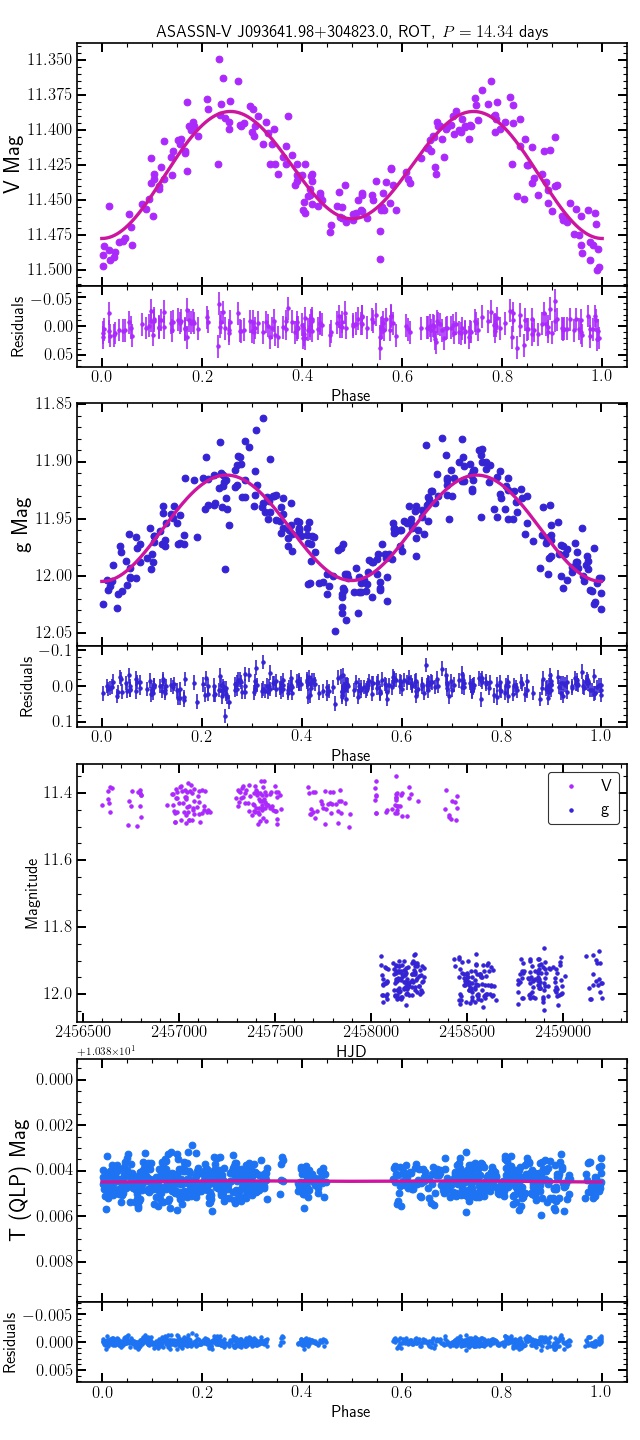 ASASSN-V J093641.98+304823.0, ROT, P = 14.34 days
11.350
11.375
11.400
11.425
11.450
11.475
11.500
V Mag
−0.05
0.00
0.05
Residuals
0.0 0.2 0.4 0.6 0.8 1.0
Phase
11.85
11.90
11.95
12.00
12.05
g Mag
−0.1
0.0
0.1
Residuals
0.0 0.2 0.4 0.6 0.8 1.0
Phase
11.4
11.6
11.8
12.0
Magnitude
V
g
2456500 2457000 2457500 2458000 2458500 2459000
HJD
+1.038×10¹
0.000
0.002
0.004
0.006
0.008
T (QLP) Mag
−0.005
0.000
0.005
Residuals
0.0 0.2 0.4 0.6 0.8 1.0
Phase